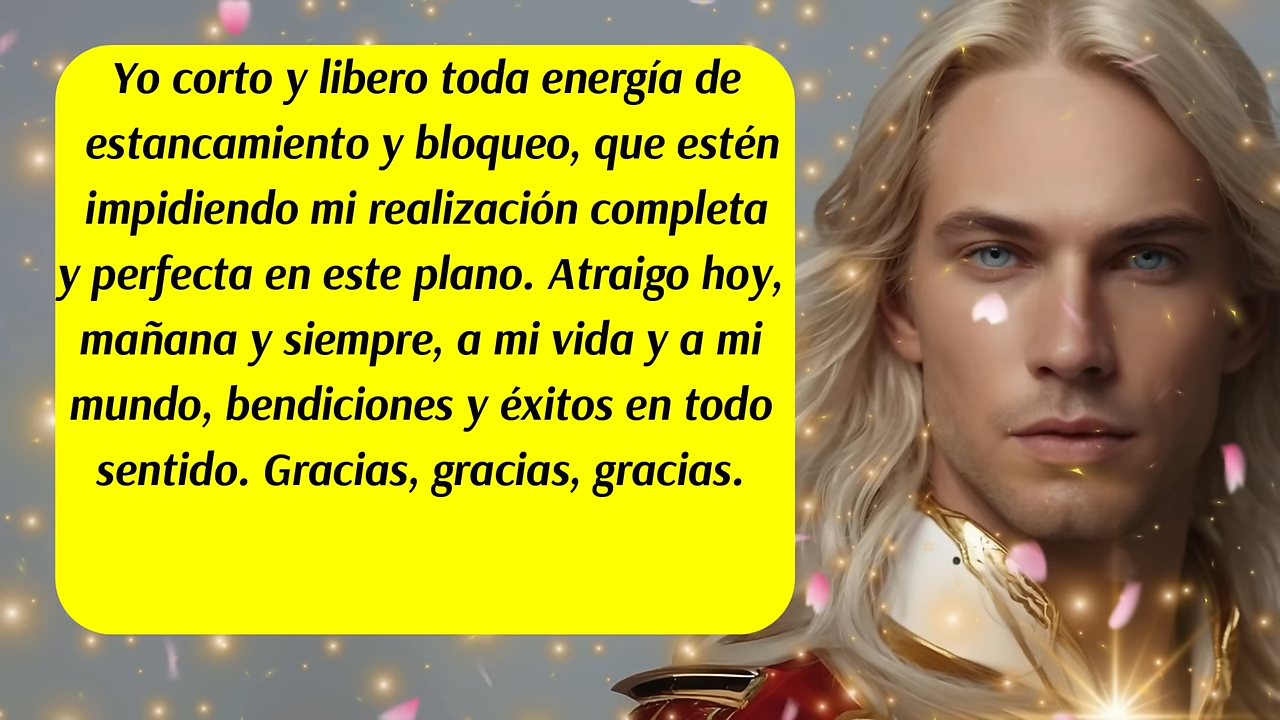 Yo corto y libero toda energía de
estancamiento y bloqueo, que estén
impidiendo mi realización completa
y perfecta en este plano. Atraigo hoy,
mañana y siempre, a mi vida y a mi
mundo, bendiciones y éxitos en todo
sentido. Gracias, gracias, gracias.